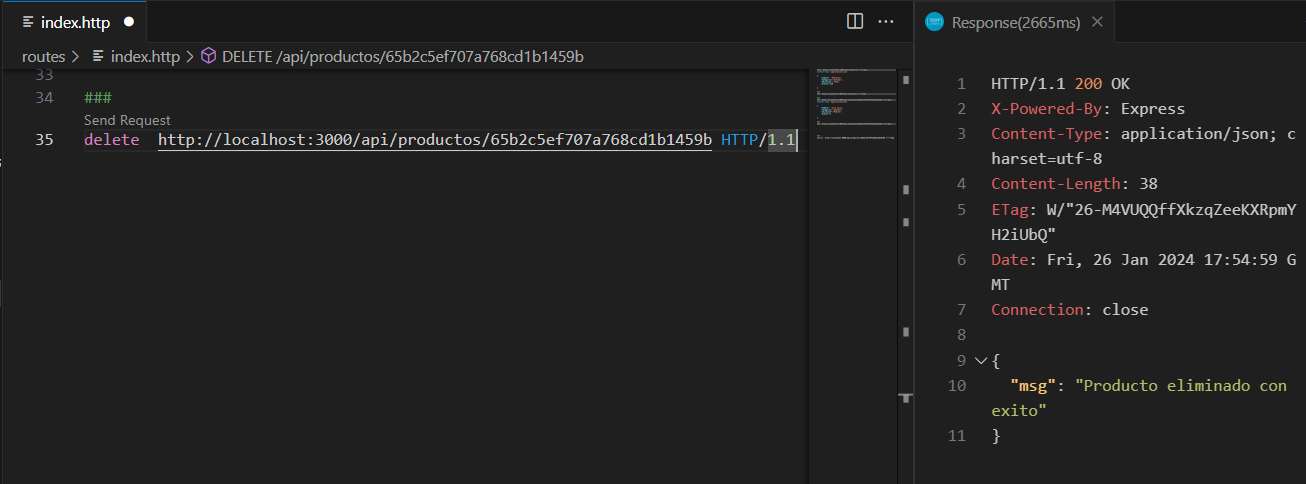 index.http
Response(2665ms)
routes > index.http > DELETE /api/productos/65b2c5ef707a768cd1b1459b
33
34 ###
Send Request
35 delete http://localhost:3000/api/productos/65b2c5ef707a768cd1b1459b HTTP/1.1
1 HTTP/1.1 200 OK
2 X-Powered-By: Express
3 Content-Type: application/json; c
harset=utf-8
4 Content-Length: 38
5 ETag: W/"26-M4VUQQffXkzqZeeKXRpmY
H2iUbQ"
6 Date: Fri, 26 Jan 2024 17:54:59 G
MT
7 Connection: close
8
9 {
10 "msg": "Producto eliminado con
exito"
11 }